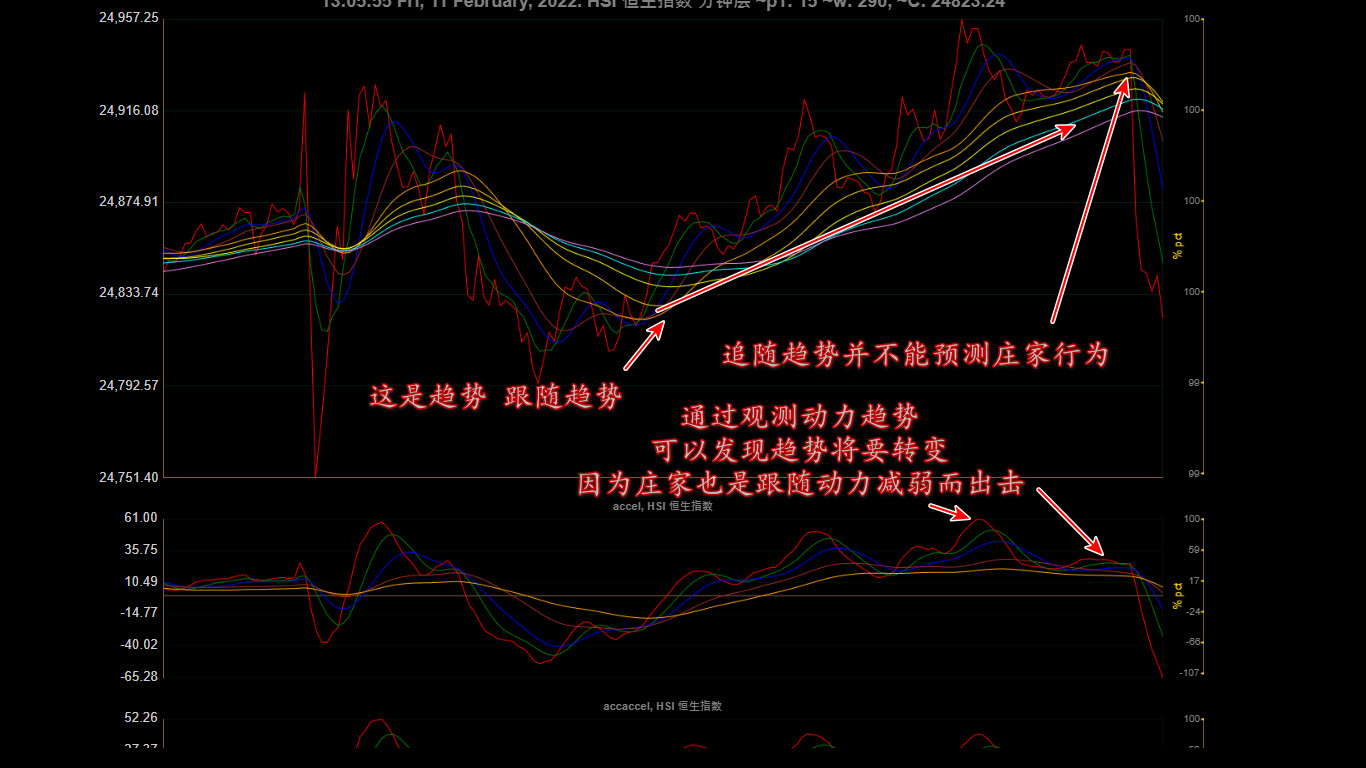 13:05:55 Fri, 11 February, 2022. HSI 恒生指数 分钟层 ~pT: 15 ~w: 290, ~C: 24823.24
24,957.25
100
24,916.08
100
24,874.91
100
% pct
24,833.74
100
追随趋势并不能预测庄家行为
24,792.57
99
这是趋势 跟随趋势
通过观测动力趋势
可以发现趋势将要转变
24,751.40
99
因为庄家也是跟随动力减弱而出击
accel, HSI 恒生指数
61.00
100
35.75
59
10.49
17
% pct
-14.77
-24
-40.02
-66
-65.28
-107
accaccel, HSI 恒生指数
52.26
100